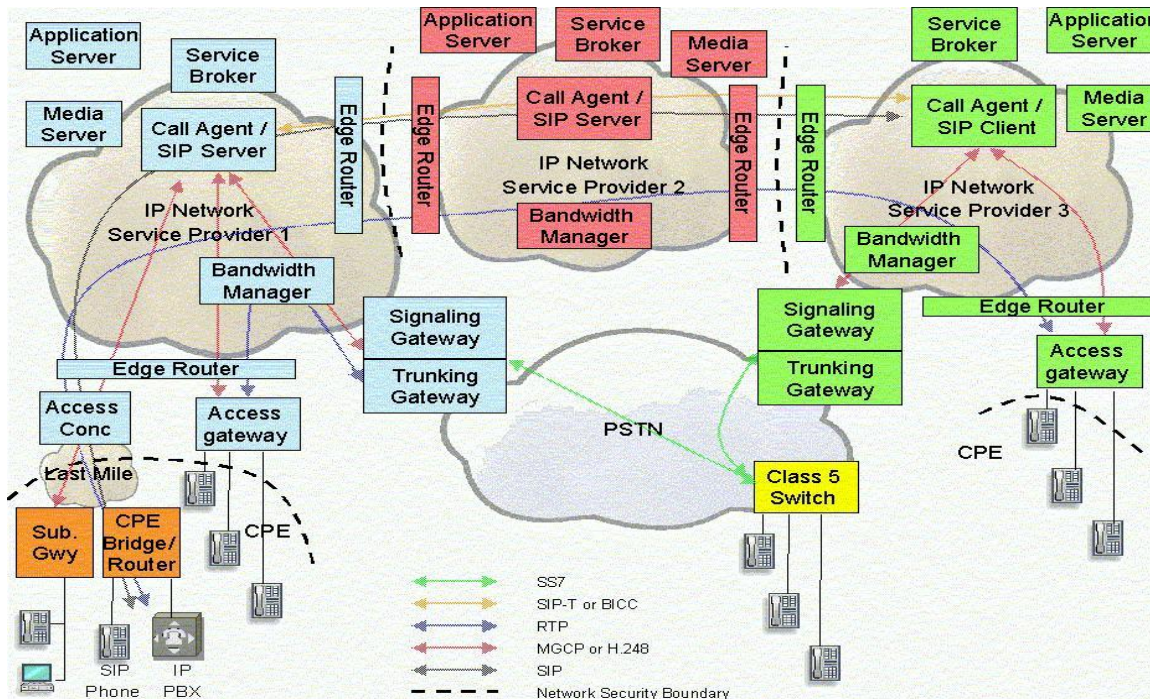 Application
Server
Service
Broker
Media
Server
Call Agent /
SIP Server
Edge Router
IP Network
Service Provider 1
Bandwidth
Manager
Edge Router
Access
Conc
Access
gateway
Last Mile
Sub.
Gwy
CPE
Bridge/
Router
CPE
SIP
Phone
IP
PBX
Signaling
Gateway
Trunking
Gateway
Application
Server
Service
Broker
Media
Server
Edge Router
Call Agent /
SIP Server
Edge Router
IP Network
Service Provider 2
Bandwidth
Manager
PSTN
Class 5
Switch
Service
Broker
Application
Server
Edge Router
Call Agent /
SIP Client
Media
Server
IP Network
Service Provider 3
Bandwidth
Manager
Edge Router
Signaling
Gateway
Trunking
Gateway
Access
gateway
CPE
SS7
SIP-T or BICC
RTP
MGCP or H.248
SIP
Network Security Boundary